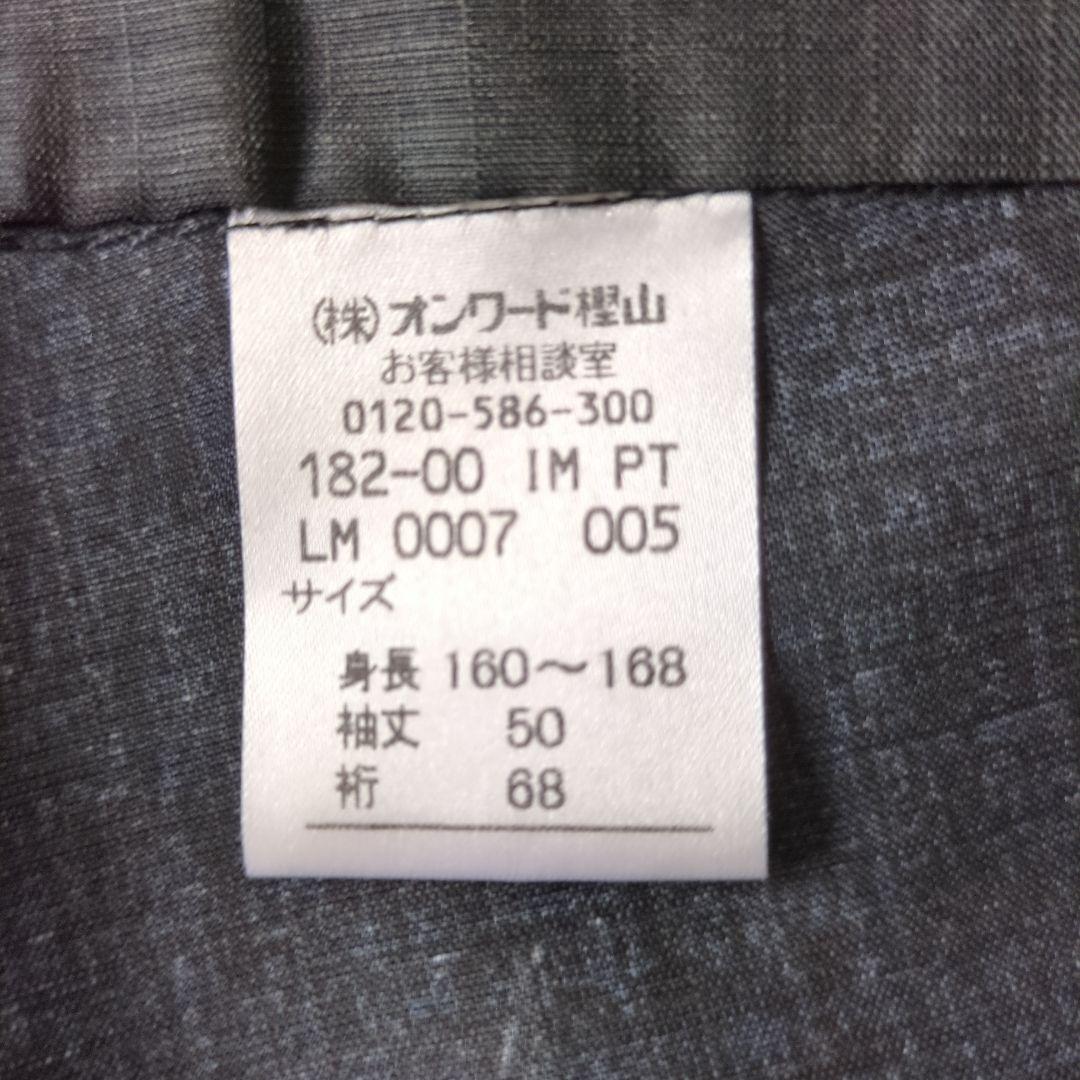 (株)オンワード樫山
お客様相談室
0120-586-300
182-00 IM PT
LM 0007 005
サイズ
身長 160～168
袖丈 50
裄 68